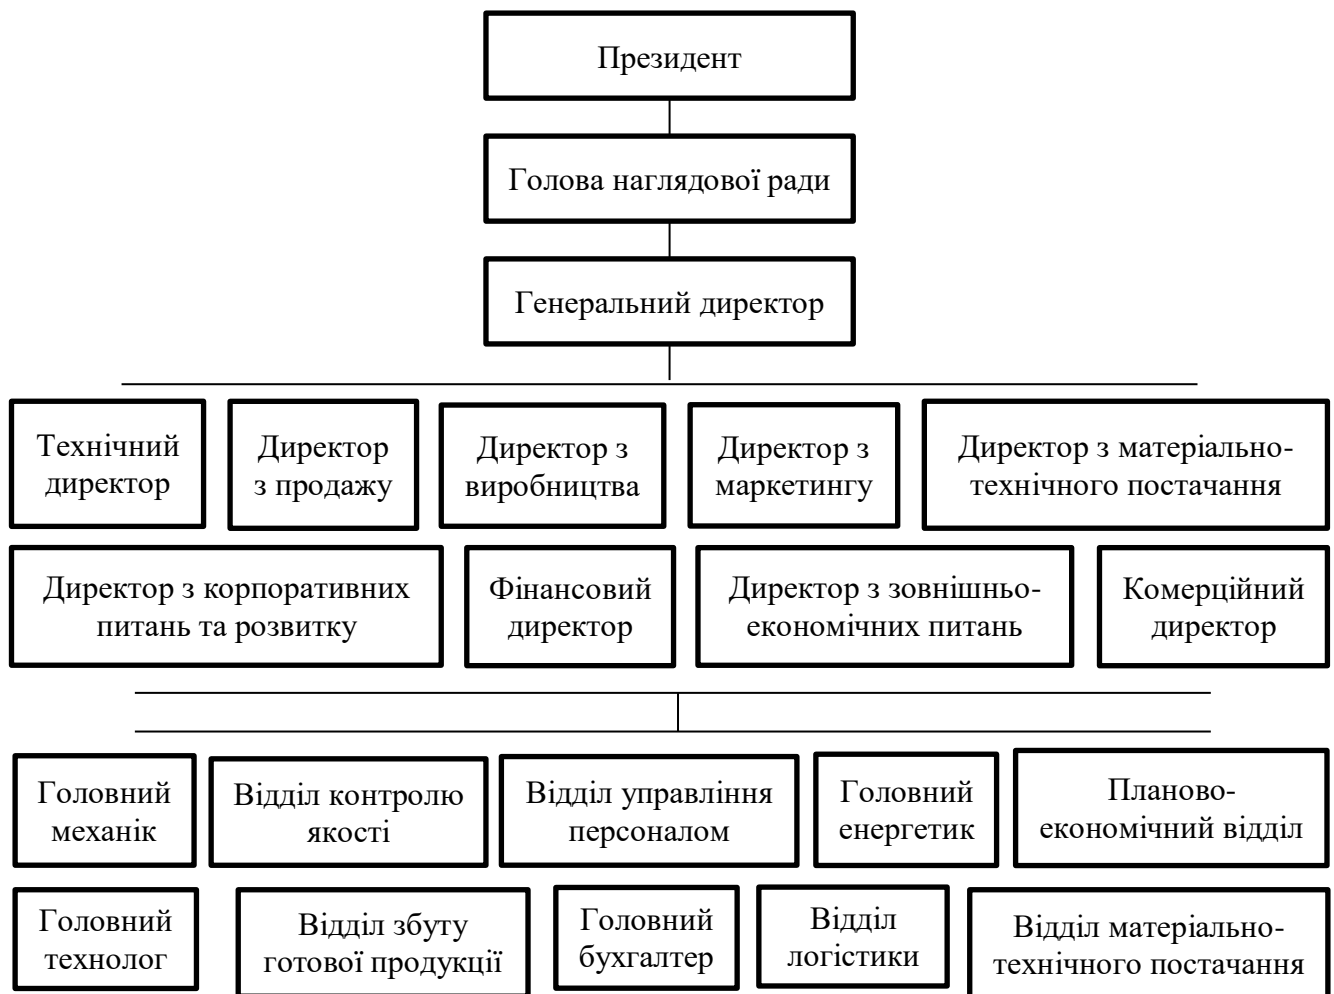 Президент
Голова наглядової ради
Генеральний директор
Технічний
директор
Директор
з продажу
Директор з
виробництва
Директор з
маркетингу
Директор з матеріально-
технічного постачання
Директор з корпоративних
питань та розвитку
Фінансовий
директор
Директор з зовнішньо-
економічних питань
Комерційний
директор
Головний
механік
Відділ контролю
якості
Відділ управління
персоналом
Головний
енергетик
Планово-
економічний відділ
Головний
технолог
Відділ збуту
готової продукції
Головний
бухгалтер
Відділ
логістики
Відділ матеріально-
технічного постачання